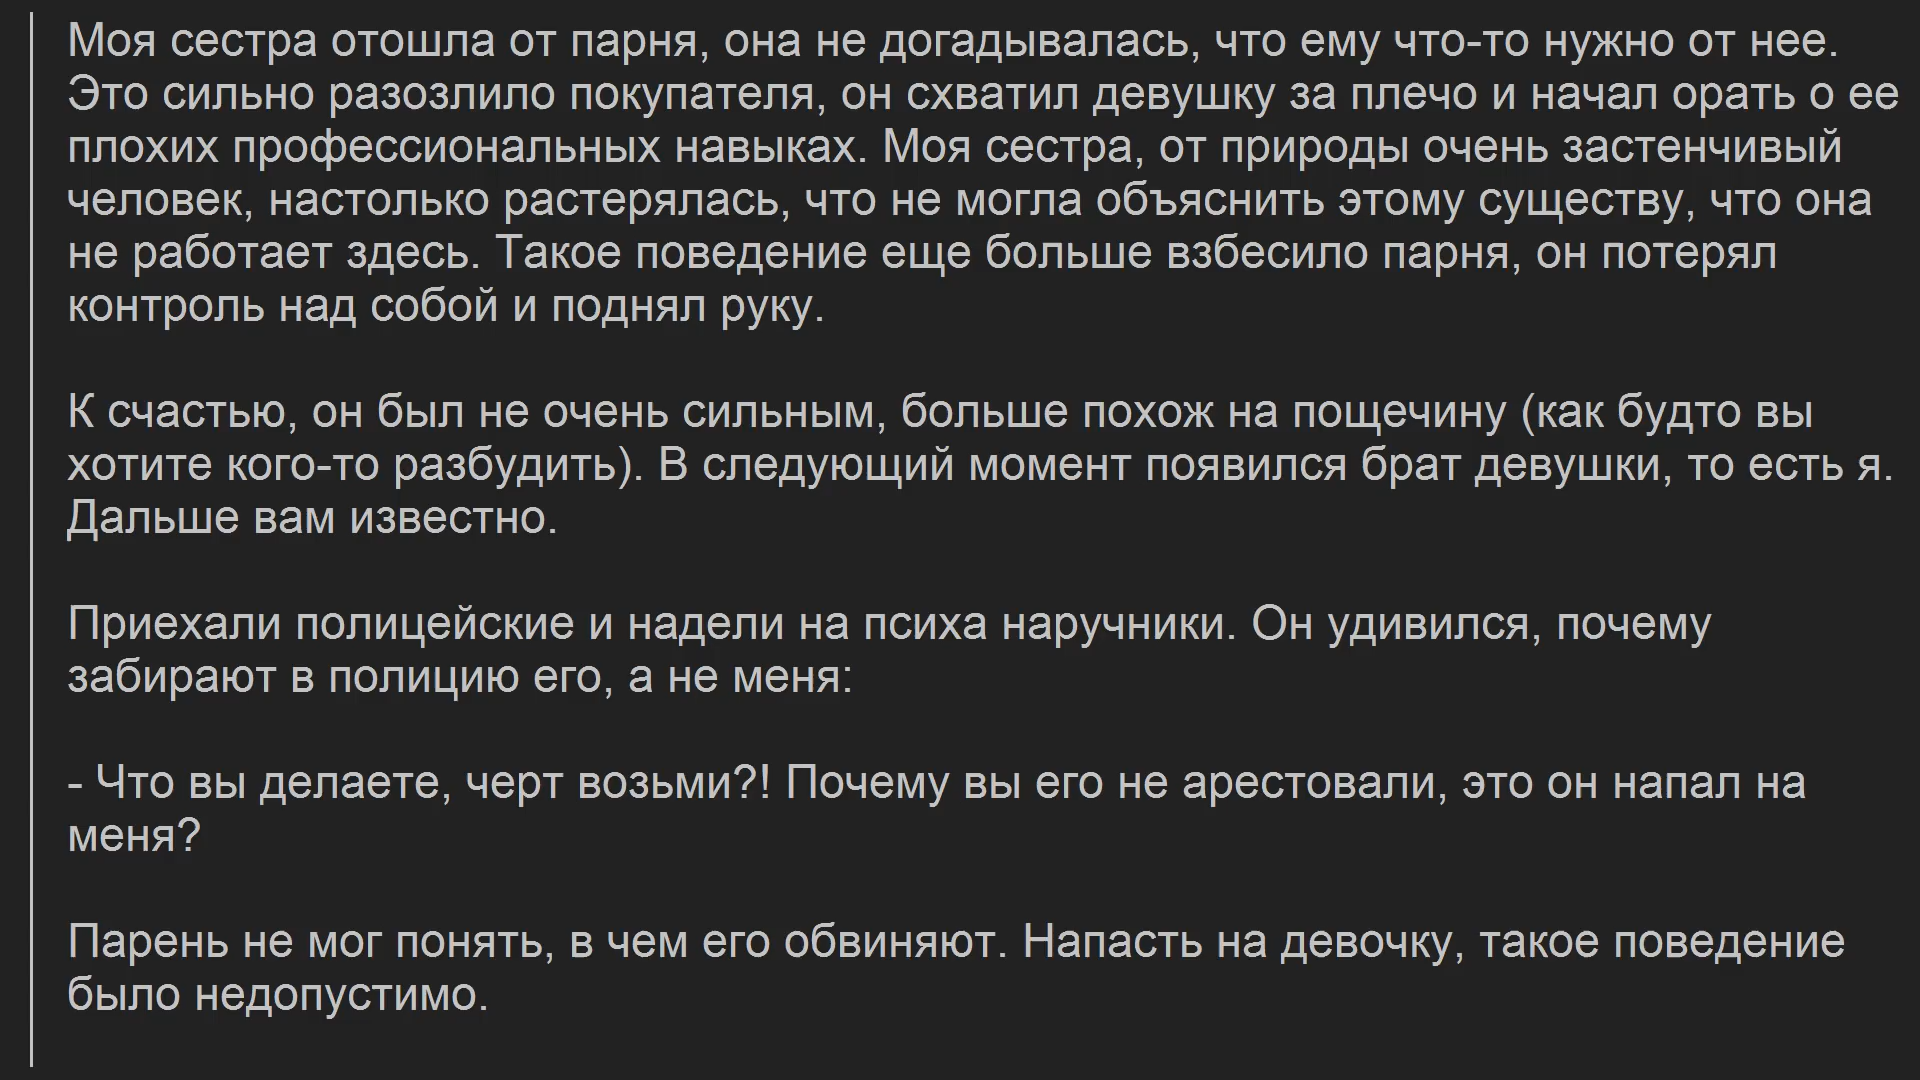 Моя сестра отошла от парня, она не догадывалась, что ему что-то нужно от нее.
Это сильно разозлило покупателя, он схватил девушку за плечо и начал орать о ее
плохих профессиональных навыках. Моя сестра, от природы очень застенчивый
человек, настолько растерялась, что не могла объяснить этому существу, что она
не работает здесь. Такое поведение еще больше взбесило парня, он потерял
контроль над собой и поднял руку.
К счастью, он был не очень сильным, больше похож на пощечину (как будто вы
хотите кого-то разбудить). В следующий момент появился брат девушки, то есть я.
Дальше вам известно.
Приехали полицейские и надели на психа наручники. Он удивился, почему
забирают в полицию его, а не меня:
- Что вы делаете, черт возьми?! Почему вы его не арестовали, это он напал на
меня?
Парень не мог понять, в чем его обвиняют. Напасть на девочку, такое поведение
было недопустимо.